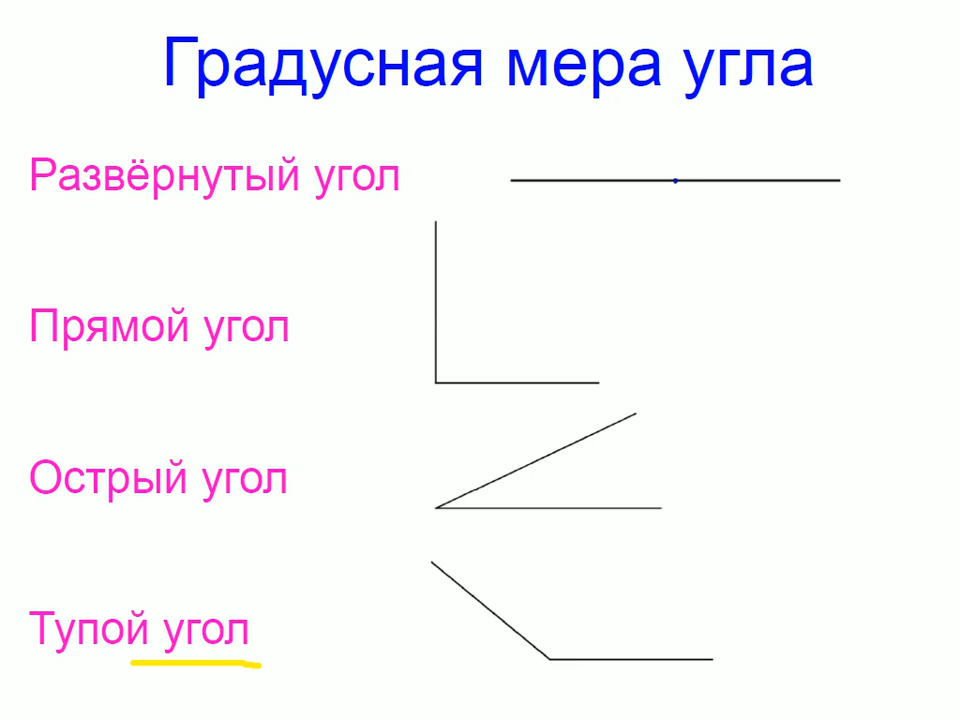 Градусная мера угла
Развёрнутый угол
Прямой угол
Острый угол
Тупой угол